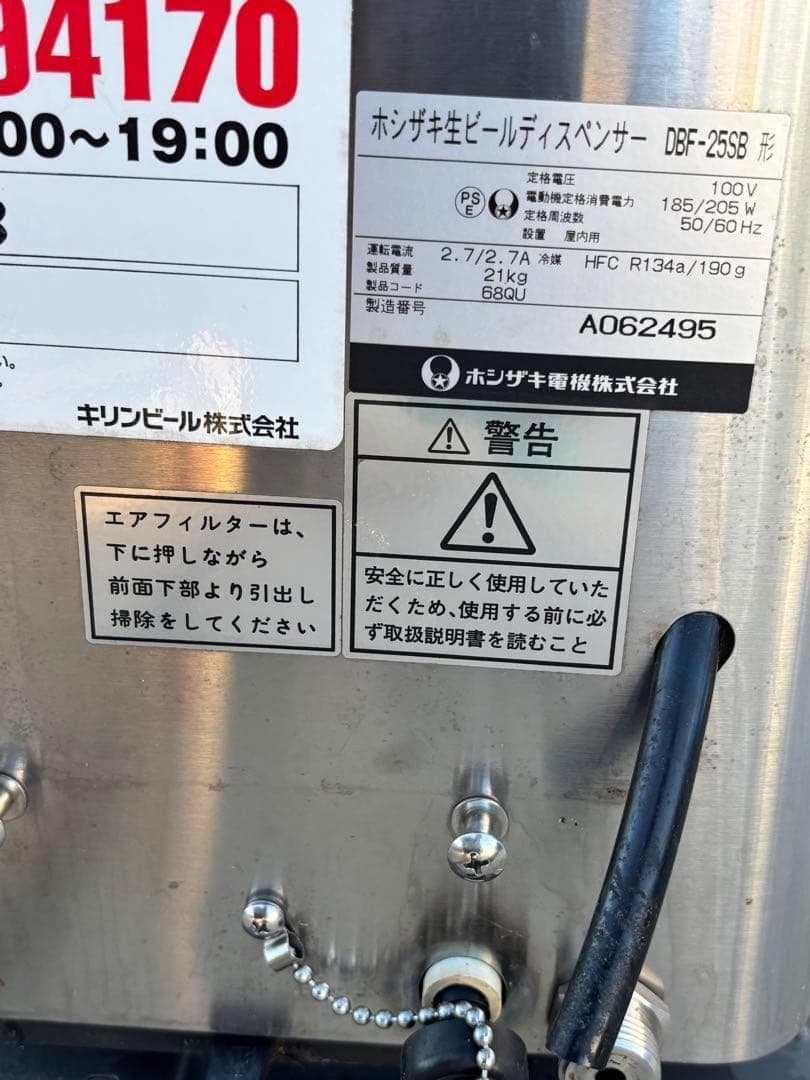 94170
00~19:00
い。
キリンビール株式会社
ホシザキ生ビールディスペンサー DBF-25SB 形
定格電圧 100V
PSE 電動機定格消費電力 185/205 W
定格周波数 50/60 Hz
設置 屋内用
運転電流 2.7/2.7A 冷媒 HFC R134a/190g
製品質量 21kg
製品コード 68QU
製造番号 A062495
ホシザキ電機株式会社
警告
安全に正しく使用していた
だくため、使用する前に必
ず取扱説明書を読むこと
エアフィルターは、
下に押しながら
前面下部より引出し
掃除をしてください